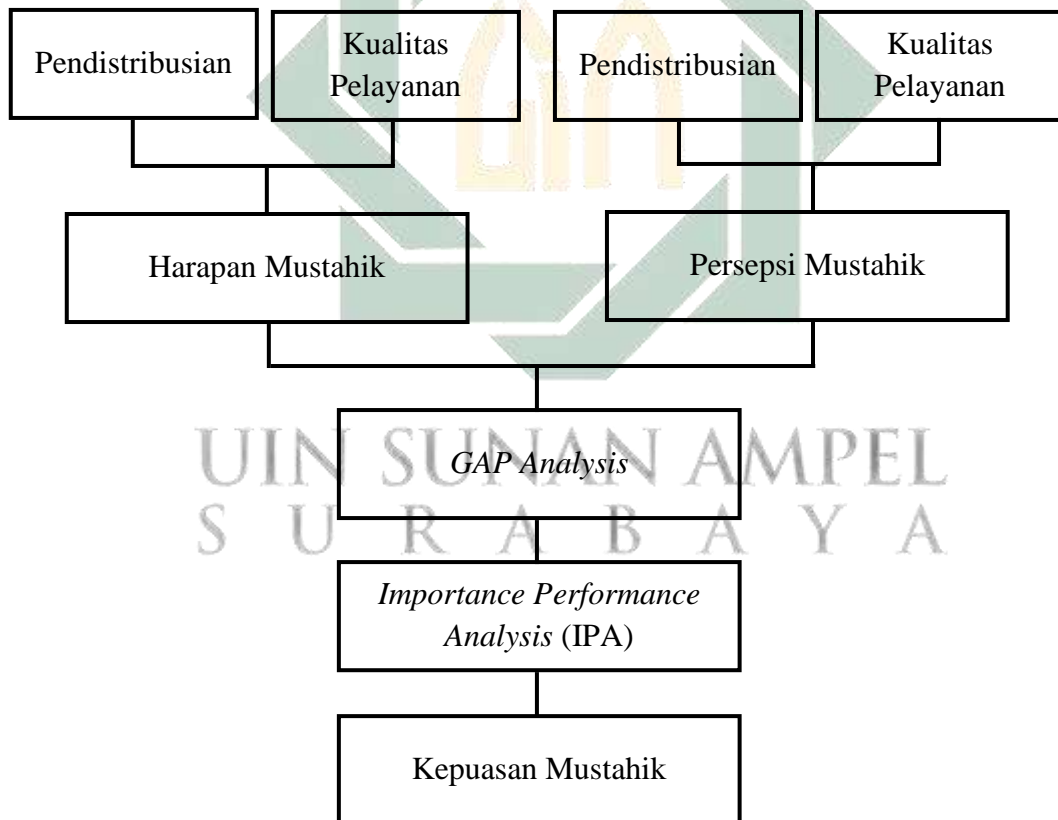 Pendistribusian
Kualitas
Pelayanan
Pendistribusian
Kualitas
Pelayanan
Harapan Mustahik
Persepsi Mustahik
GAP Analysis
UIN SUNAN AMPEL
S U R A B A Y A
Importance Performance
Analysis (IPA)
Kepuasan Mustahik